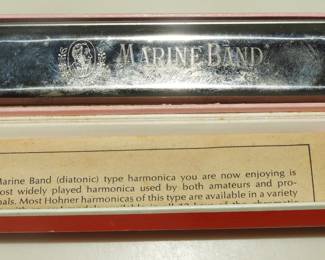 MARINE BAND
Marine Band (diatonic) type harmonica you are now enjoying is
ost widely played harmonica used by both amateurs and pro-
nals. Most Hohner harmonicas of this type are available in a variety